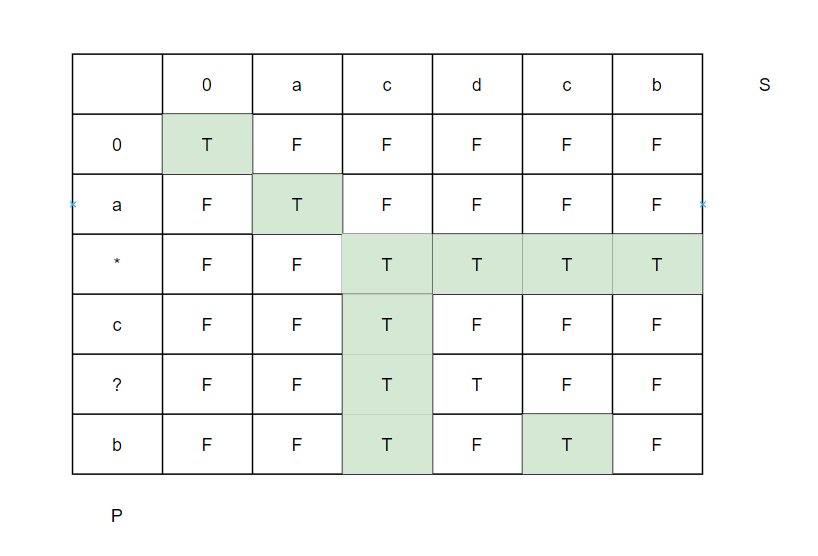 0 a c d c b S
0 T F F F F F
a F T F F F F
* F F T T T T
c F F T F F F
? F F T T F F
b F F T F T F
P